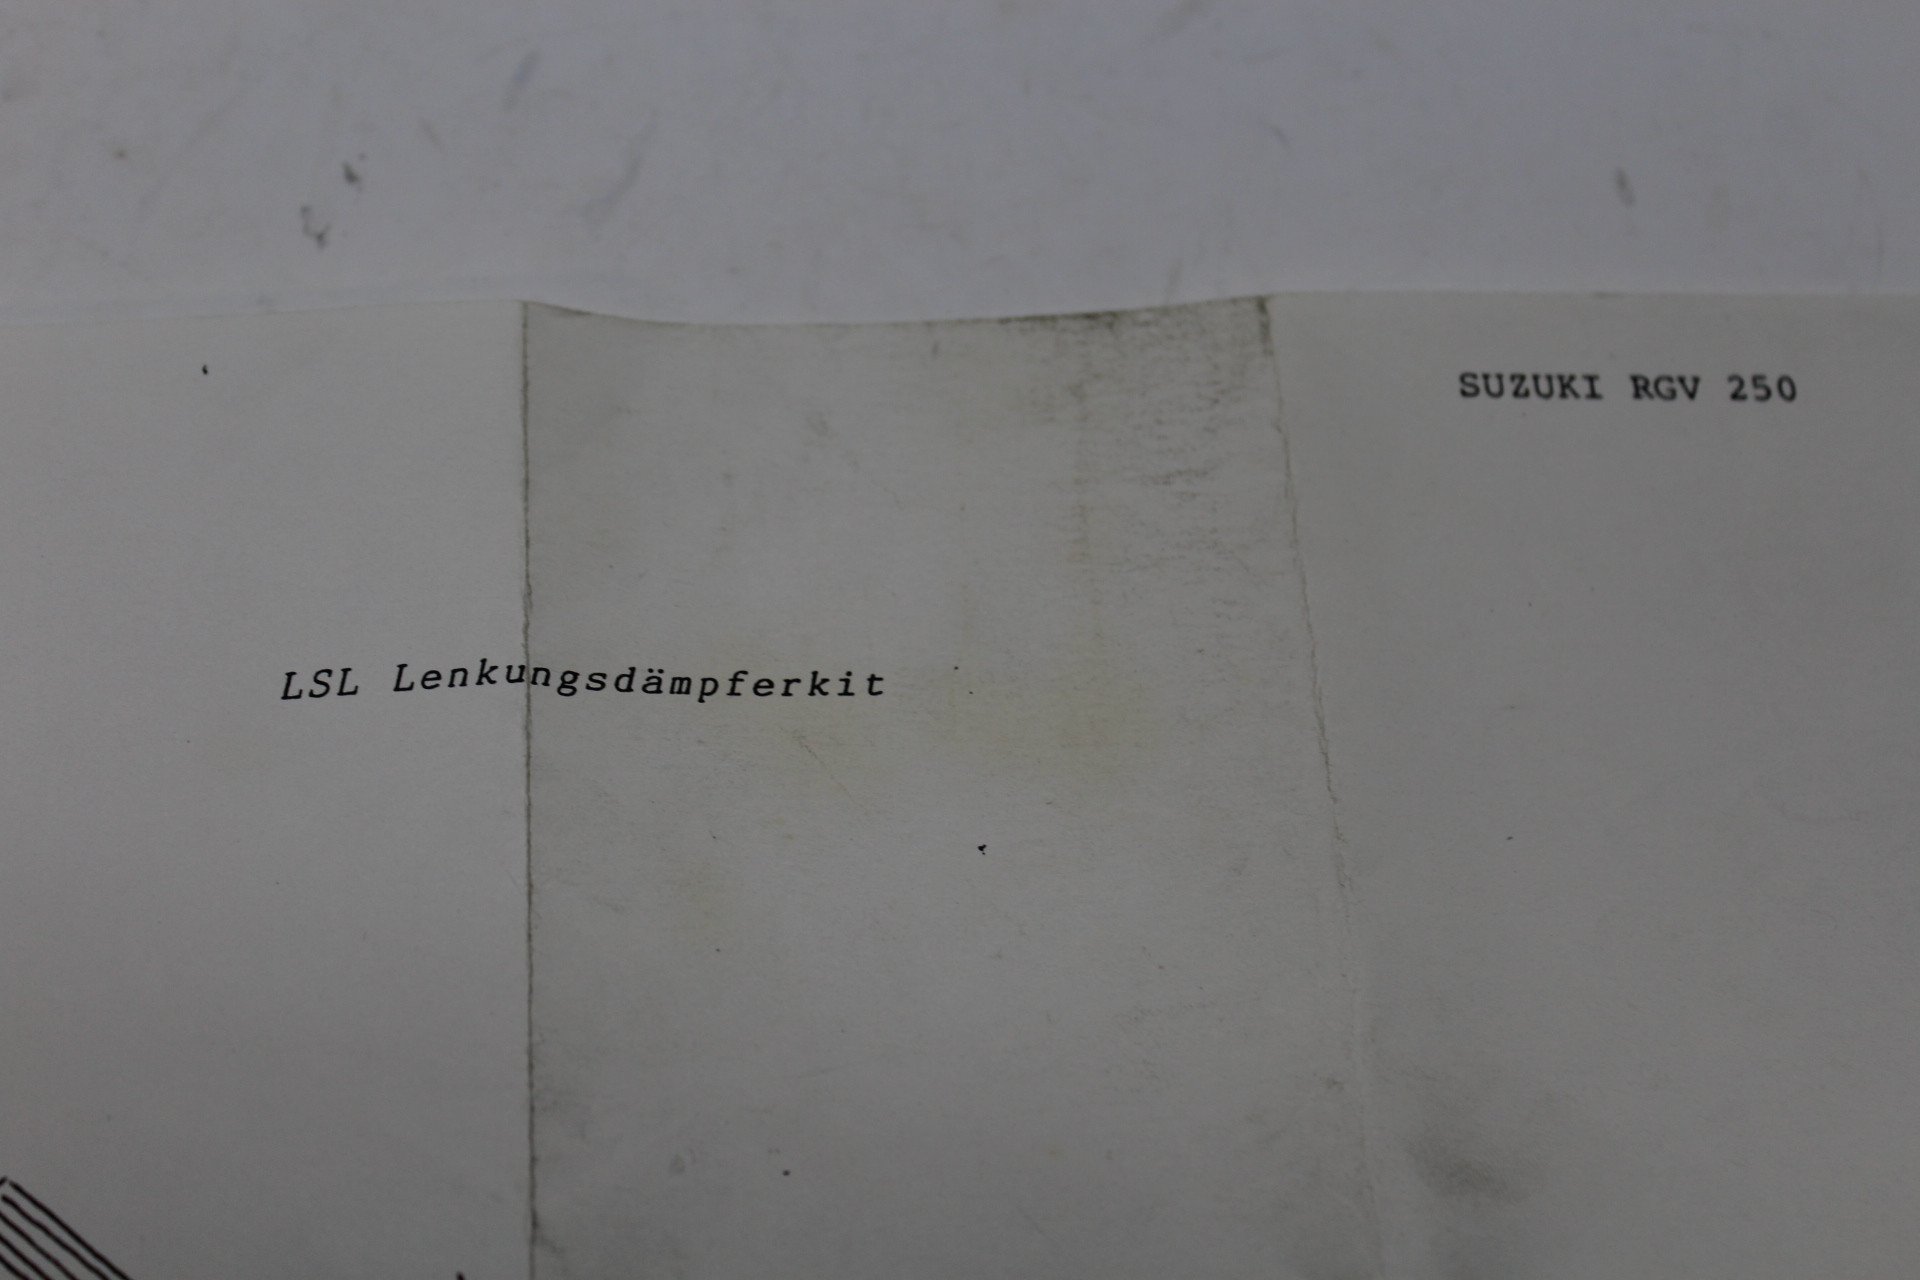 SUZUKI RGV 250
LSL Lenkungsdämpferkit